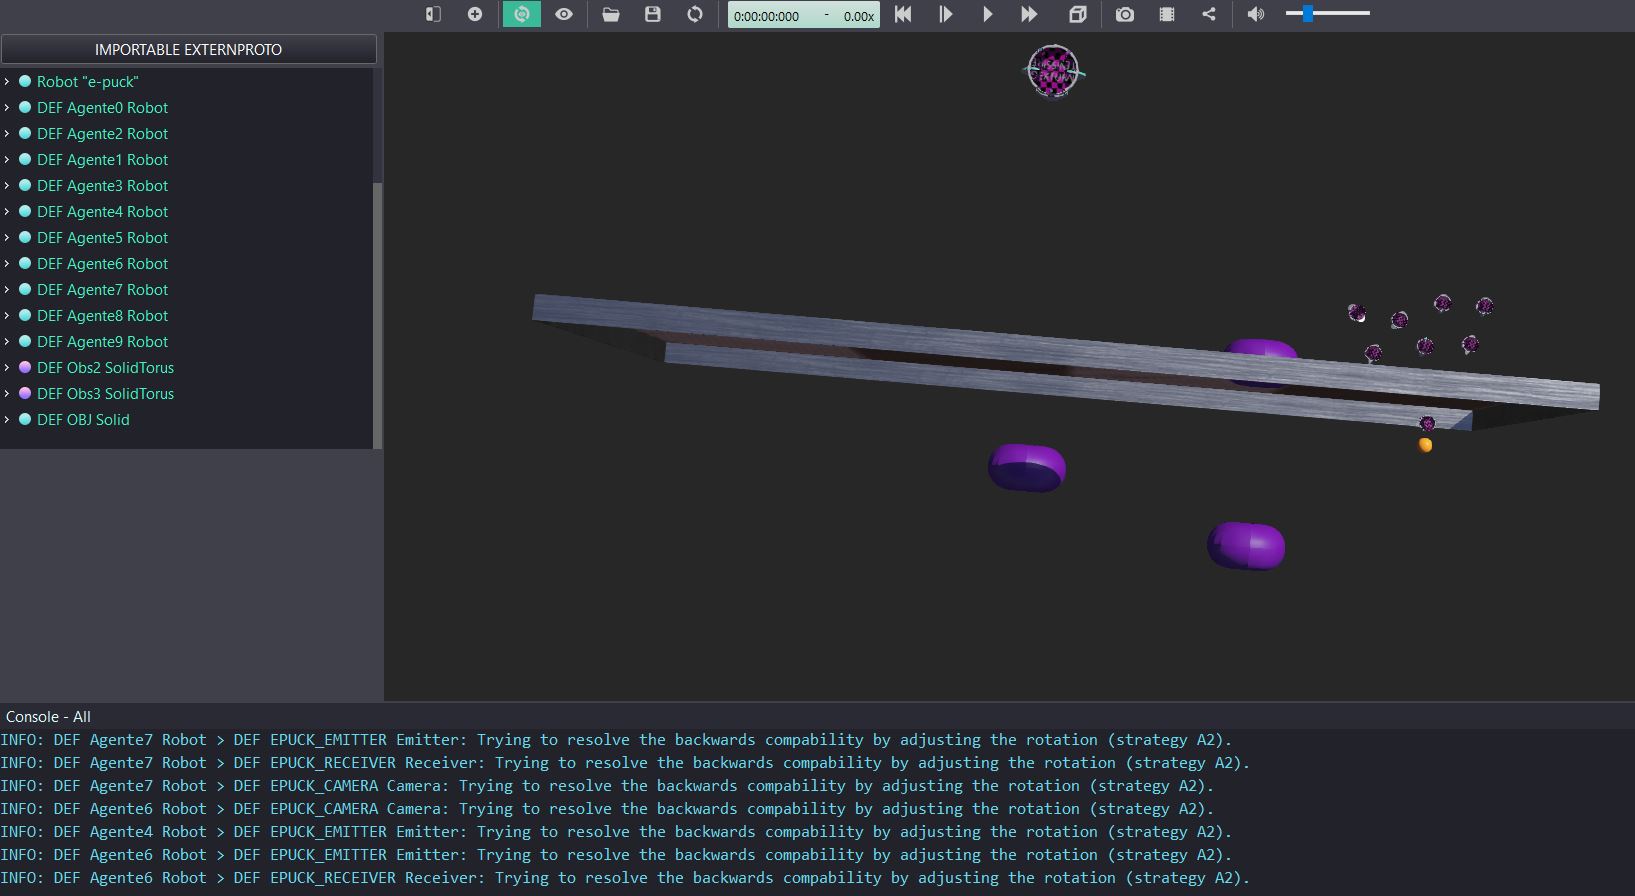 0:00:00:000 - 0.00x
IMPORTABLE EXTERNPROTO
Robot "e-puck"
DEF Agente0 Robot
DEF Agente2 Robot
DEF Agente1 Robot
DEF Agente3 Robot
DEF Agente4 Robot
DEF Agente5 Robot
DEF Agente6 Robot
DEF Agente7 Robot
DEF Agente8 Robot
DEF Agente9 Robot
DEF Obs2 SolidTorus
DEF Obs3 SolidTorus
DEF OBJ Solid
Console - All
INFO: DEF Agente7 Robot > DEF EPUCK_EMITTER Emitter: Trying to resolve the backwards compability by adjusting the rotation (strategy A2).
INFO: DEF Agente7 Robot > DEF EPUCK_RECEIVER Receiver: Trying to resolve the backwards compability by adjusting the rotation (strategy A2).
INFO: DEF Agente7 Robot > DEF EPUCK_CAMERA Camera: Trying to resolve the backwards compability by adjusting the rotation (strategy A2).
INFO: DEF Agente6 Robot > DEF EPUCK_CAMERA Camera: Trying to resolve the backwards compability by adjusting the rotation (strategy A2).
INFO: DEF Agente4 Robot > DEF EPUCK_EMITTER Emitter: Trying to resolve the backwards compability by adjusting the rotation (strategy A2).
INFO: DEF Agente6 Robot > DEF EPUCK_EMITTER Emitter: Trying to resolve the backwards compability by adjusting the rotation (strategy A2).
INFO: DEF Agente6 Robot > DEF EPUCK_RECEIVER Receiver: Trying to resolve the backwards compability by adjusting the rotation (strategy A2).